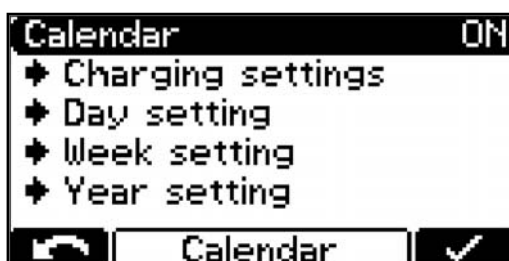 Calendar ON
Charging settings
Day setting
Week setting
Year setting
Calendar